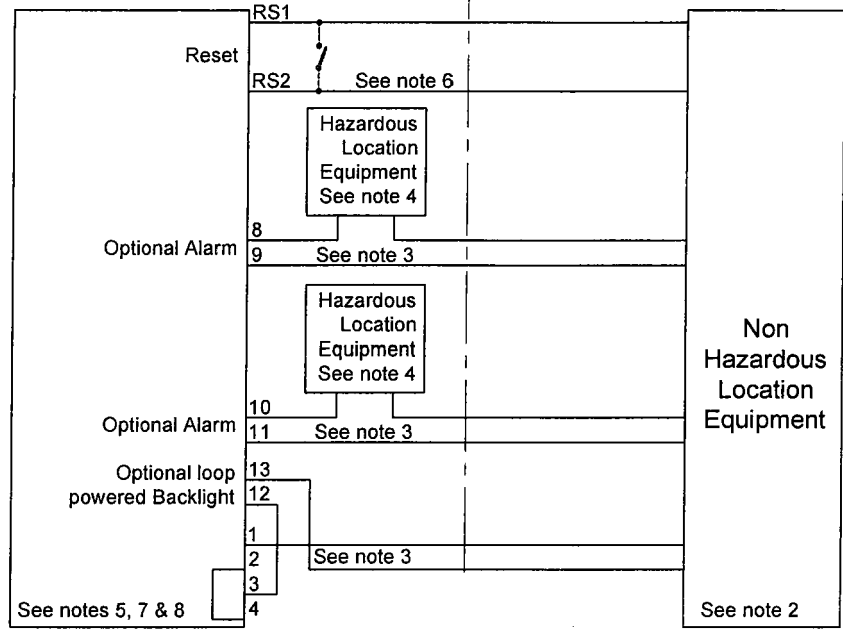 RS1
Reset
RS2
See note 6
Hazardous
Location
Equipment
See note 4
8
Optional Alarm
9
See note 3
Hazardous
Location
Equipment
See note 4
Non
Hazardous
Location
Equipment
10
Optional Alarm
11
See note 3
Optional loop
powered Backlight
13
12
1
2
See note 3
3
4
See notes 5, 7 & 8
See note 2